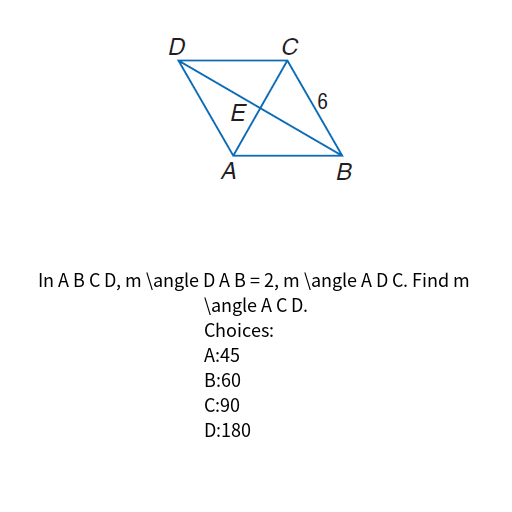 D C
6
E
A B
In A B C D, m \angle D A B = 2, m \angle A D C. Find m
\angle A C D.
Choices:
A:45
B:60
C:90
D:180